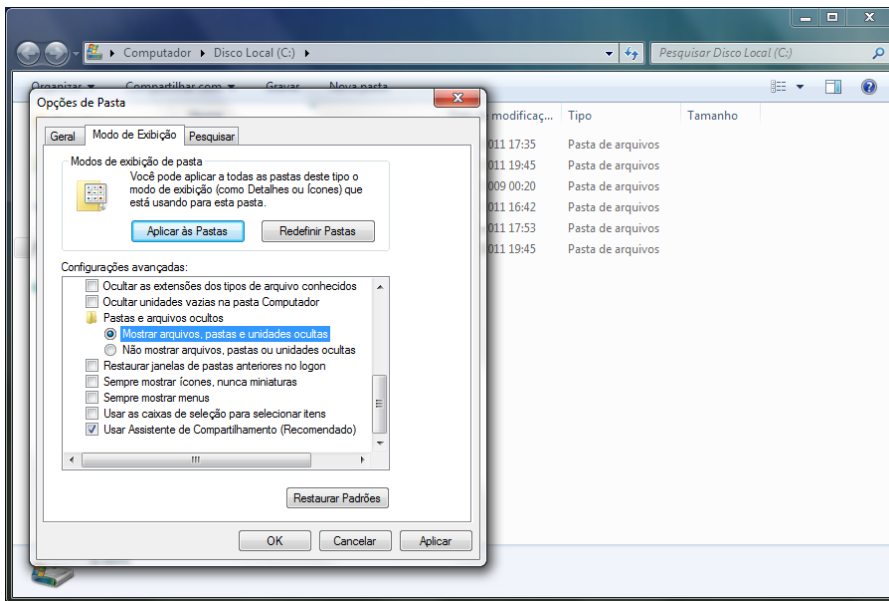 Computador Disco Local (C:)
Pesquisar Disco Local (C:)
Organizar Compartilhar com Gravar Nova pasta
Opções de Pasta
modificaç... Tipo Tamanho
Geral Modo de Exibição Pesquisar
011 17:35 Pasta de arquivos
011 19:45 Pasta de arquivos
009 00:20 Pasta de arquivos
011 16:42 Pasta de arquivos
011 17:53 Pasta de arquivos
011 19:45 Pasta de arquivos
Modos de exibição de pasta
Você pode aplicar a todas as pastas deste tipo o
modo de exibição (como Detalhes ou Ícones) que
está usando para esta pasta.
Aplicar às Pastas Redefinir Pastas
Configurações avançadas:
Ocultar as extensões dos tipos de arquivo conhecidos
Ocultar unidades vazias na pasta Computador
Pastas e arquivos ocultos
Mostrar arquivos, pastas e unidades ocultas
Não mostrar arquivos, pastas ou unidades ocultas
Restaurar janelas de pastas anteriores no logon
Sempre mostrar ícones, nunca miniaturas
Sempre mostrar menus
Usar as caixas de seleção para selecionar itens
Usar Assistente de Compartilhamento (Recomendado)
Restaurar Padrões
OK Cancelar Aplicar